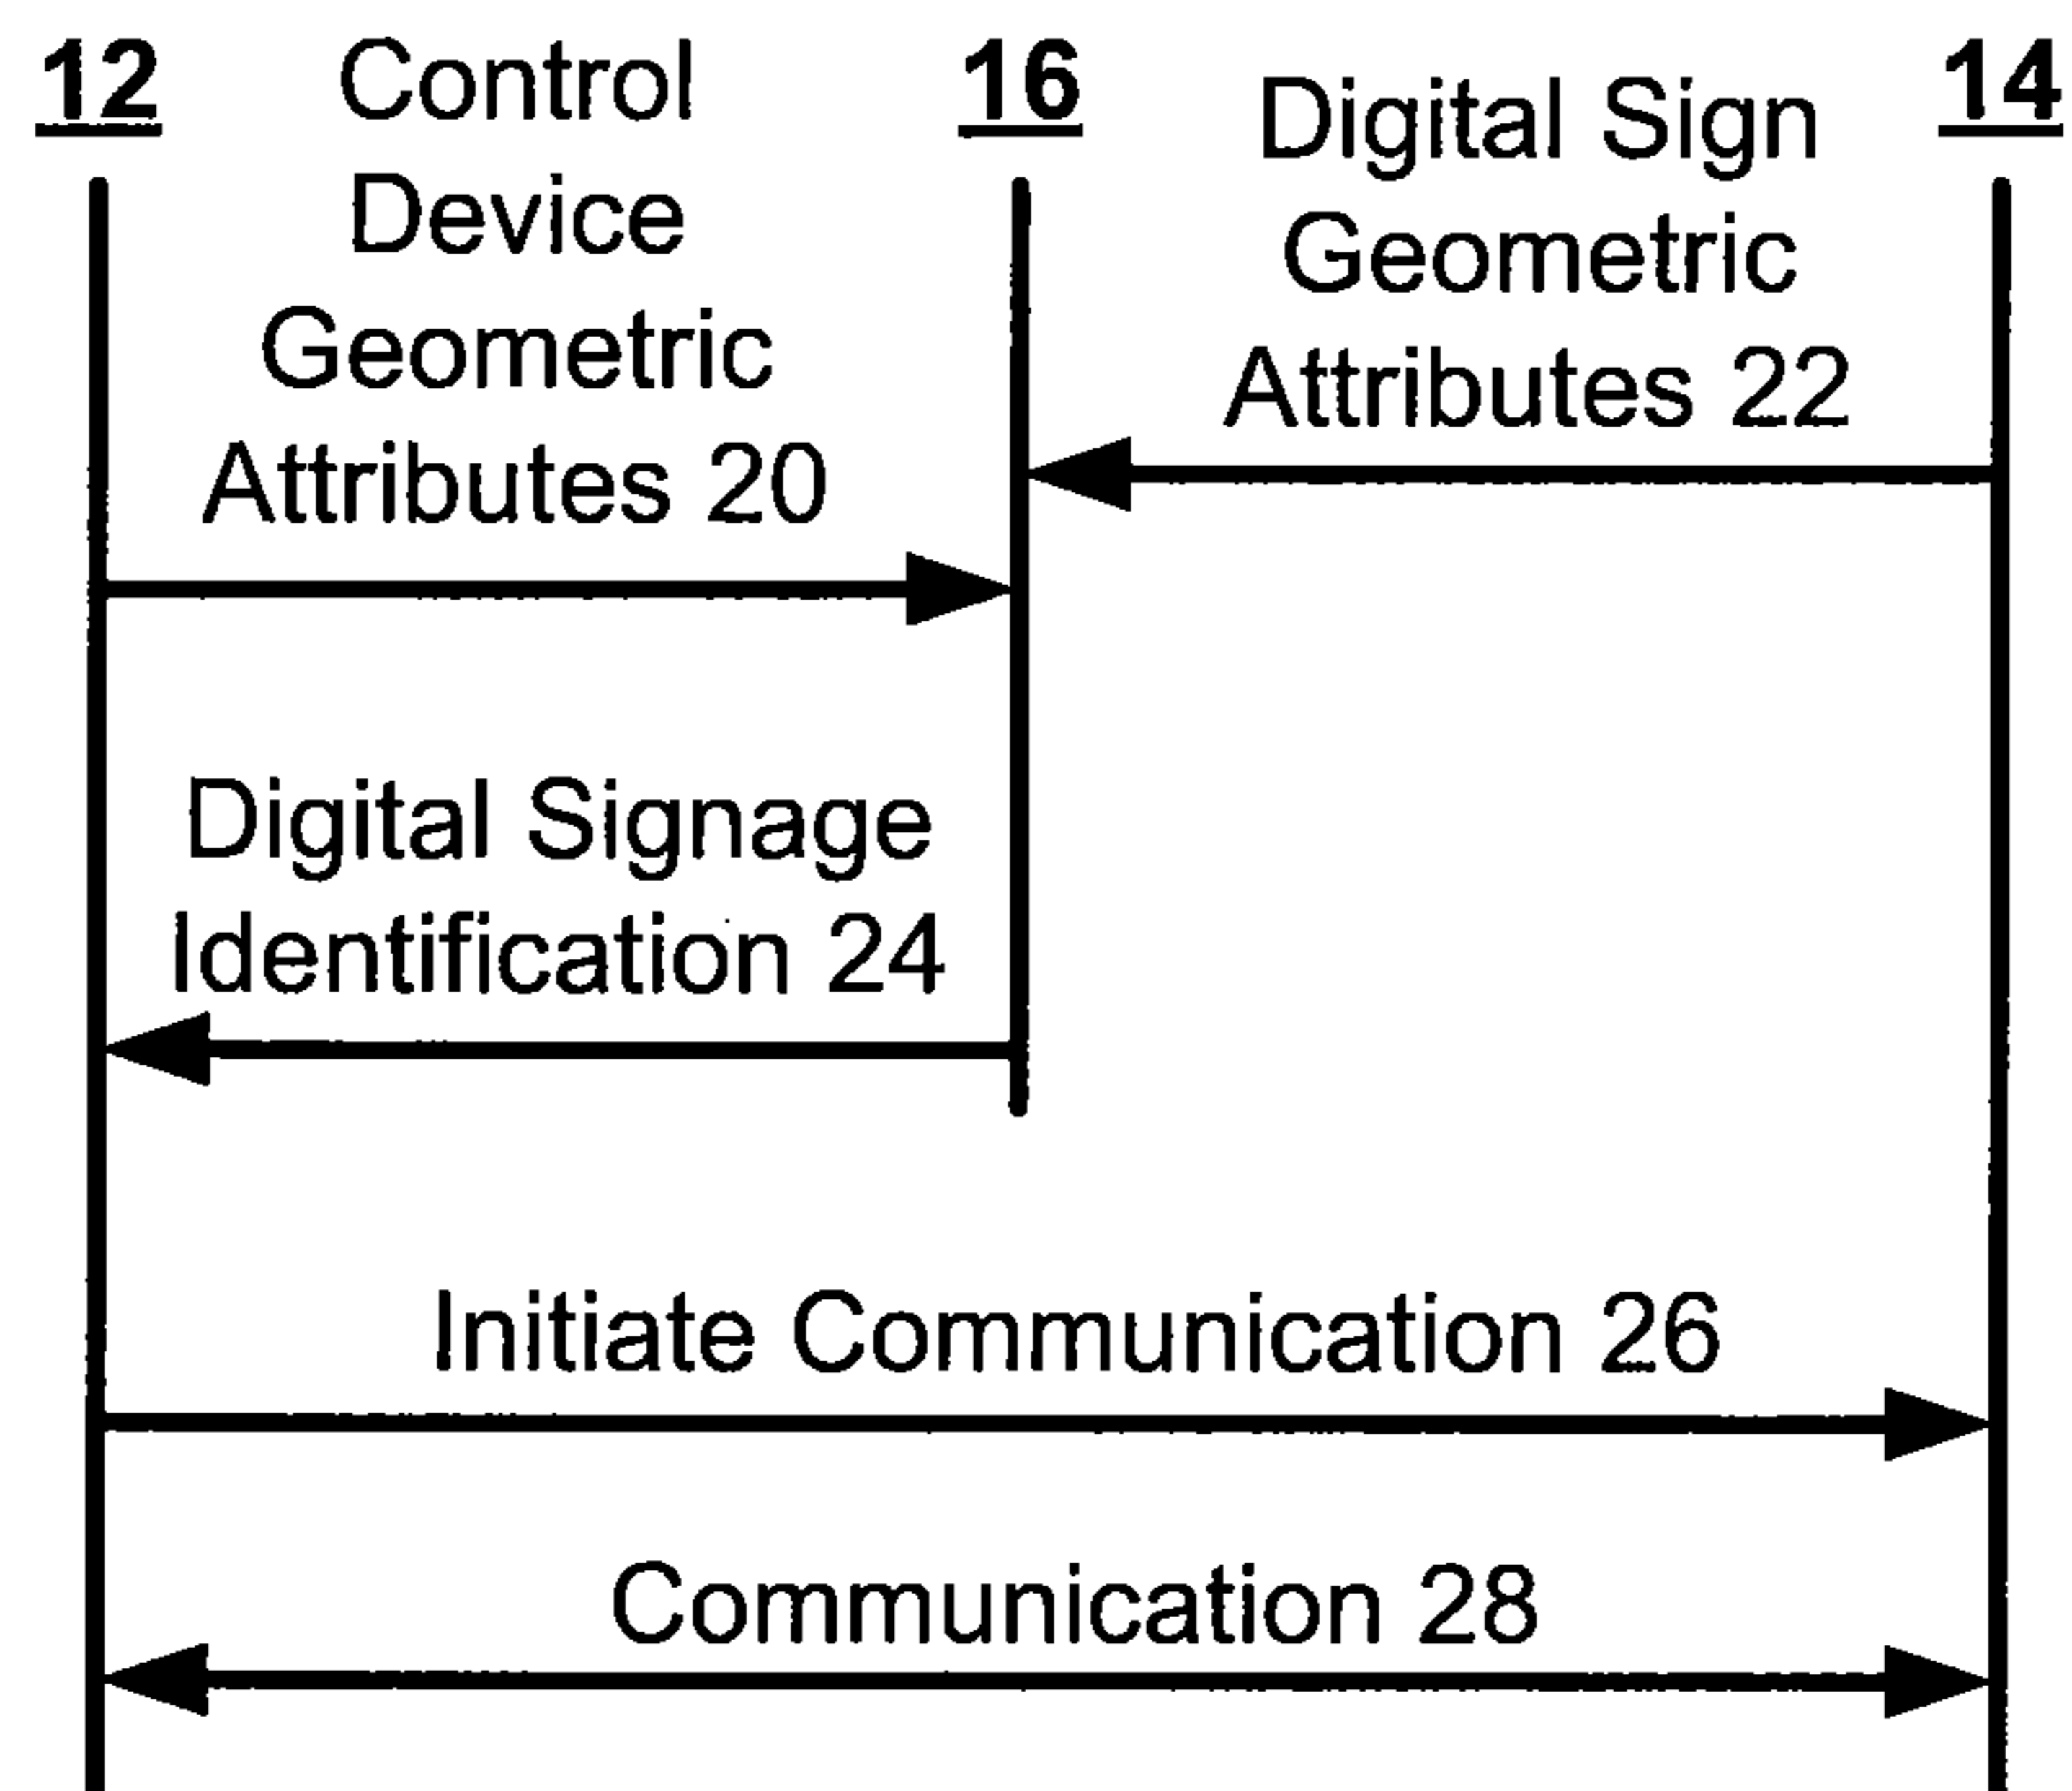 12
Control
Device
Geometric
Attributes 20
16
Digital Sign
Geometric
Attributes 22
14
Digital Signage
Identification 24
Initiate Communication 26
Communication 28